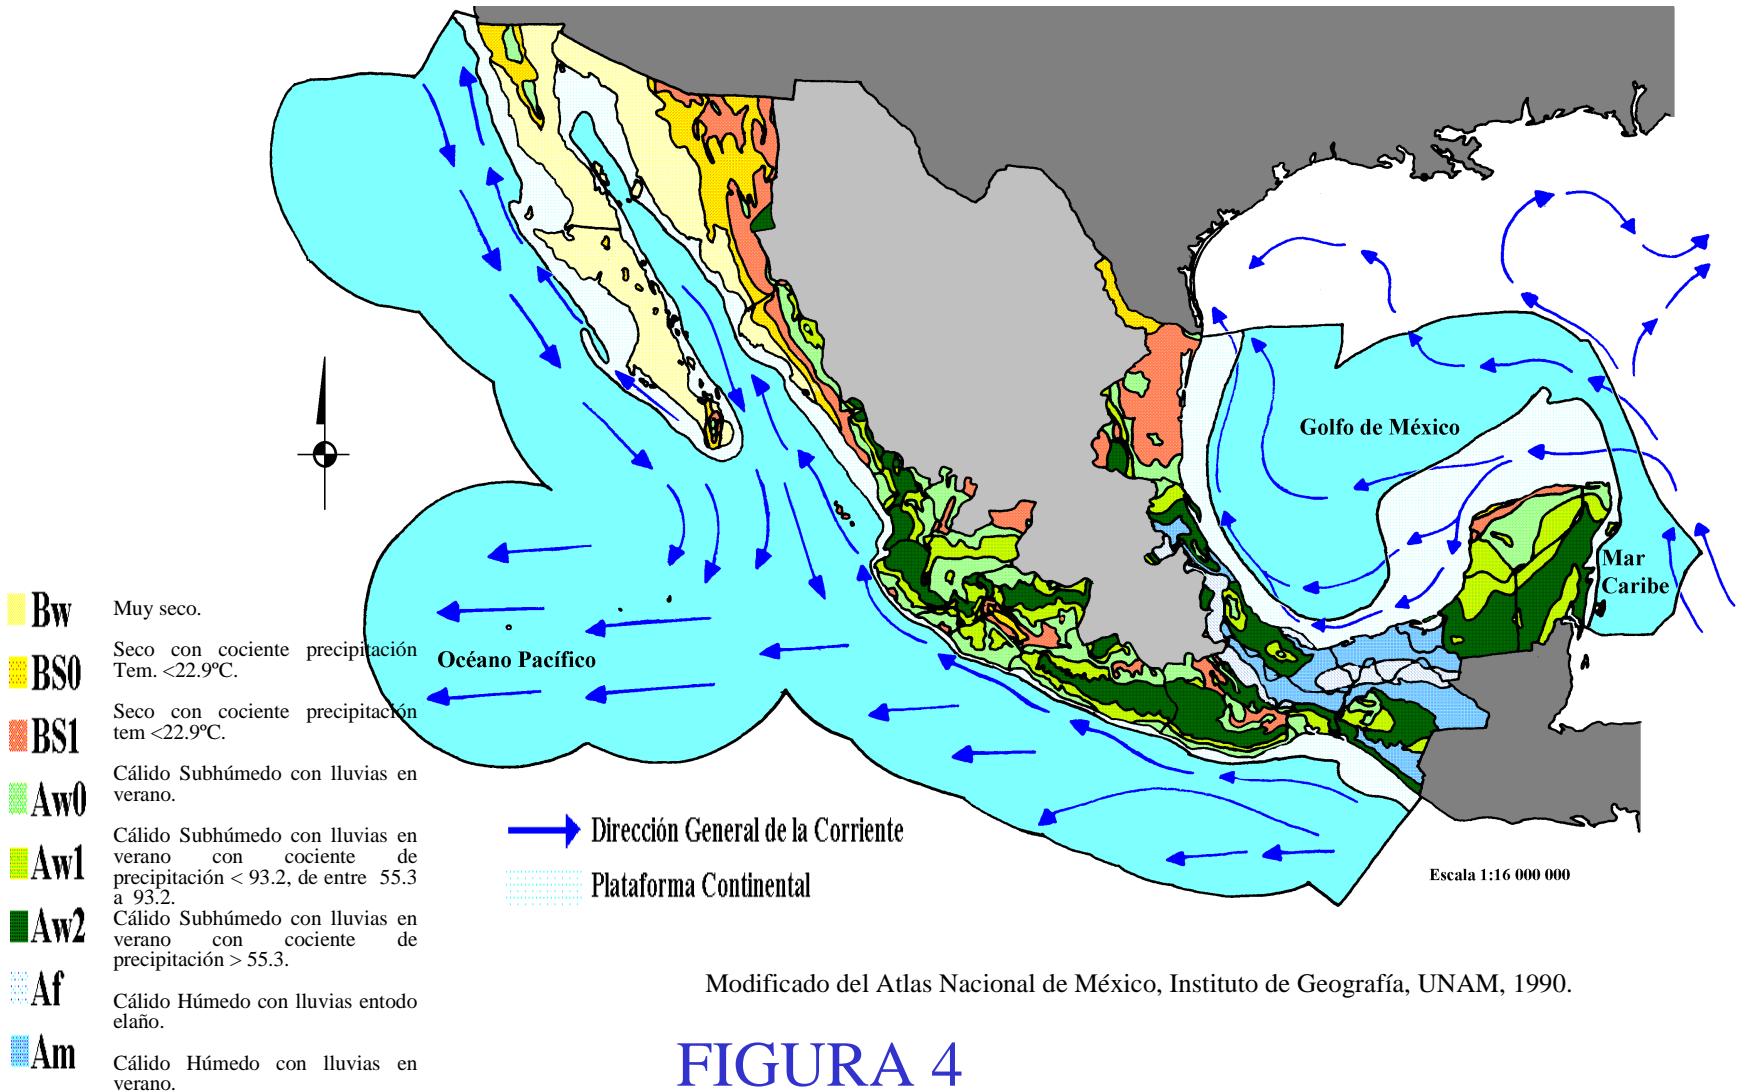 Golfo de México
Mar
Caribe
Océano Pacífico
Bw
Muy seco.
BS0
Seco con cociente precipitación
Tem. <22.9ºC.
BS1
Seco con cociente precipitación
tem <22.9ºC.
Aw0
Cálido Subhúmedo con lluvias en
verano.
Aw1
Cálido Subhúmedo con lluvias en
verano con cociente de
precipitación < 93.2, de entre 55.3
a 93.2.
Aw2
Cálido Subhúmedo con lluvias en
verano con cociente de
precipitación > 55.3.
Af
Cálido Húmedo con lluvias entodo
elaño.
Am
Cálido Húmedo con lluvias en
verano.
Dirección General de la Corriente
Plataforma Continental
Escala 1:16 000 000
Modificado del Atlas Nacional de México, Instituto de Geografía, UNAM, 1990.
FIGURA 4